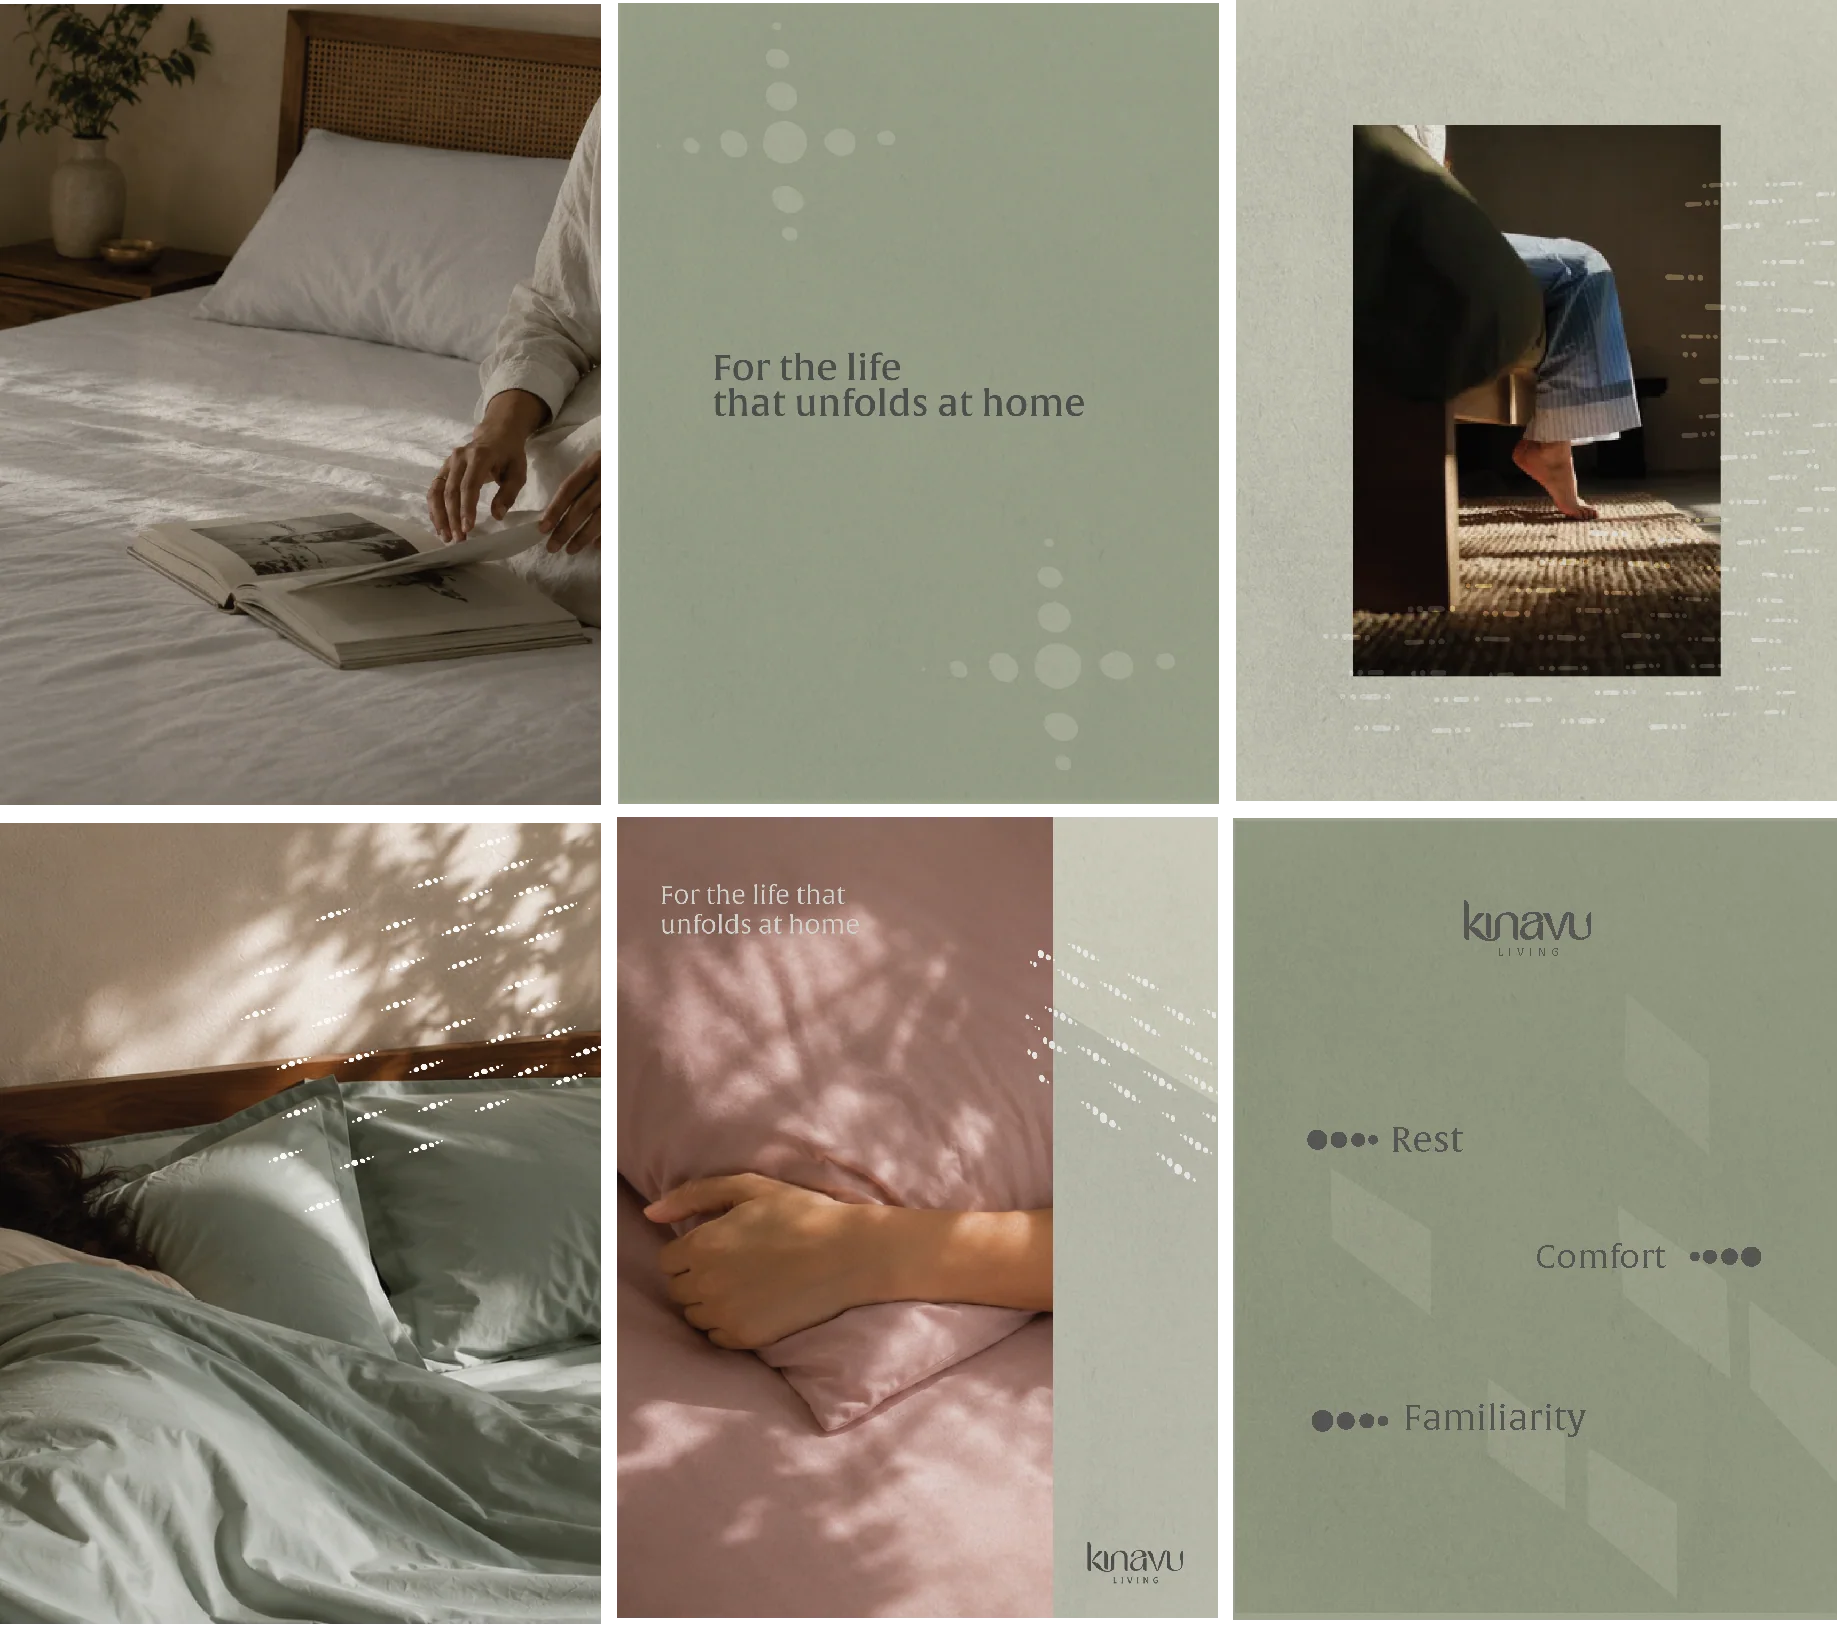 For the life
that unfolds at home
For the life that
unfolds at home
kinavu
LIVING
kinavu
LIVING
Rest
Comfort
Familiarity